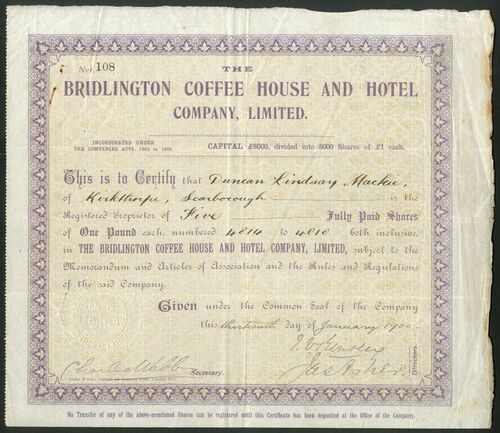 No. 108
THE
BRIDLINGTON COFFEE HOUSE AND HOTEL
COMPANY, LIMITED.
INCORPORATED UNDER
THE COMPANIES ACTS, 1862 to 1898.
CAPITAL £8000, divided into 8000 Shares of £1 each.
This is to Certify that Duncan Lindsay Mackie,
of Kirkthorpe, Scarborough is the
Registered Proprietor of Five Fully Paid Shares
of One Pound each, numbered 4814 to 4818 both inclusive,
in THE BRIDLINGTON COFFEE HOUSE AND HOTEL COMPANY, LIMITED, subject to the
Memorandum and Articles of Association and the Rules and Regulations
of the said Company.
Given under the Common Seal of the Company
this thirteenth day of January 1900
Charles Webb Secretary.
Jas Asher
Directors.
No Transfer of any of the above-mentioned Shares can be registered until this Certificate has been deposited at the Office of the Company.